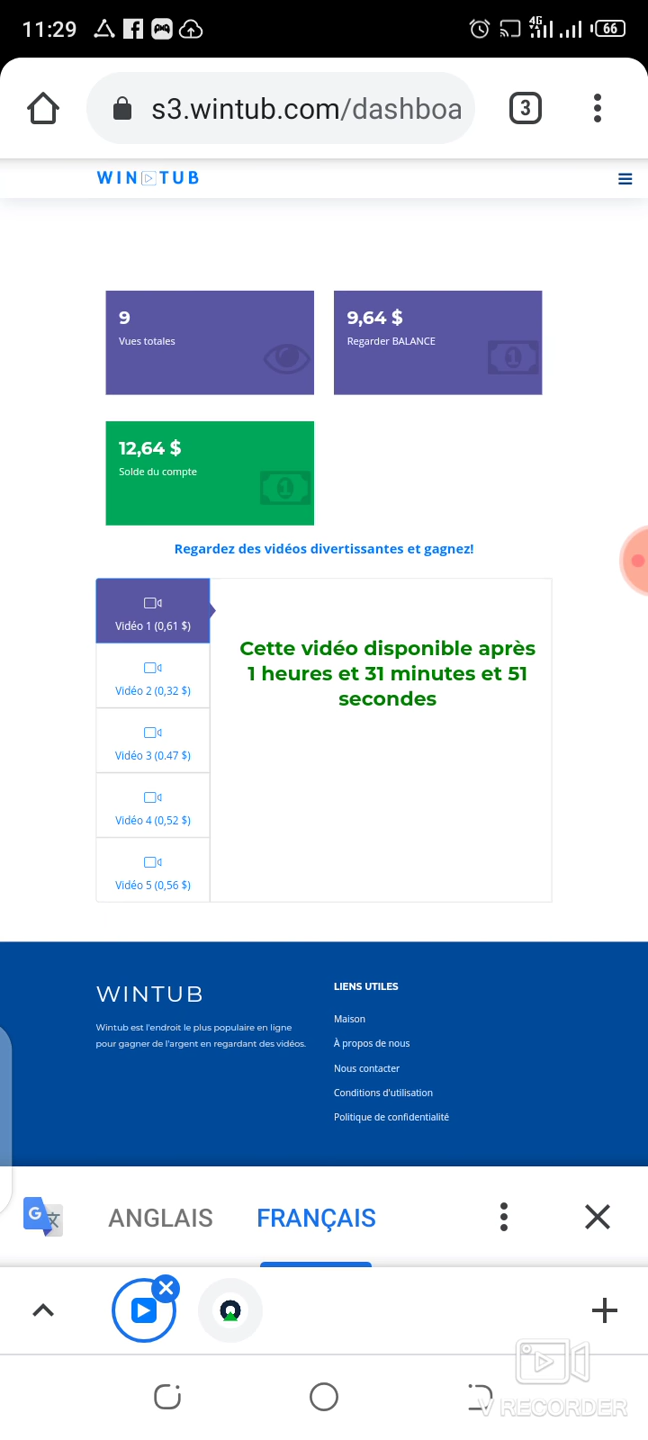 11:29
4G
66
s3.wintub.com/dashboa
3
WIN TUB
9
Vues totales
9,64 $
Regarder BALANCE
1
12,64 $
Solde du compte
1
Regardez des vidéos divertissantes et gagnez!
Vidéo 1 (0,61 $)
Cette vidéo disponible après
1 heures et 31 minutes et 51
secondes
Vidéo 2 (0,32 $)
Vidéo 3 (0.47 $)
Vidéo 4 (0,52 $)
Vidéo 5 (0,56 $)
WINTUB
Wintub est l'endroit le plus populaire en ligne
pour gagner de l'argent en regardant des vidéos.
LIENS UTILES
Maison
À propos de nous
Nous contacter
Conditions d'utilisation
Politique de confidentialité
G
ANGLAIS
FRANÇAIS
V RECORDER